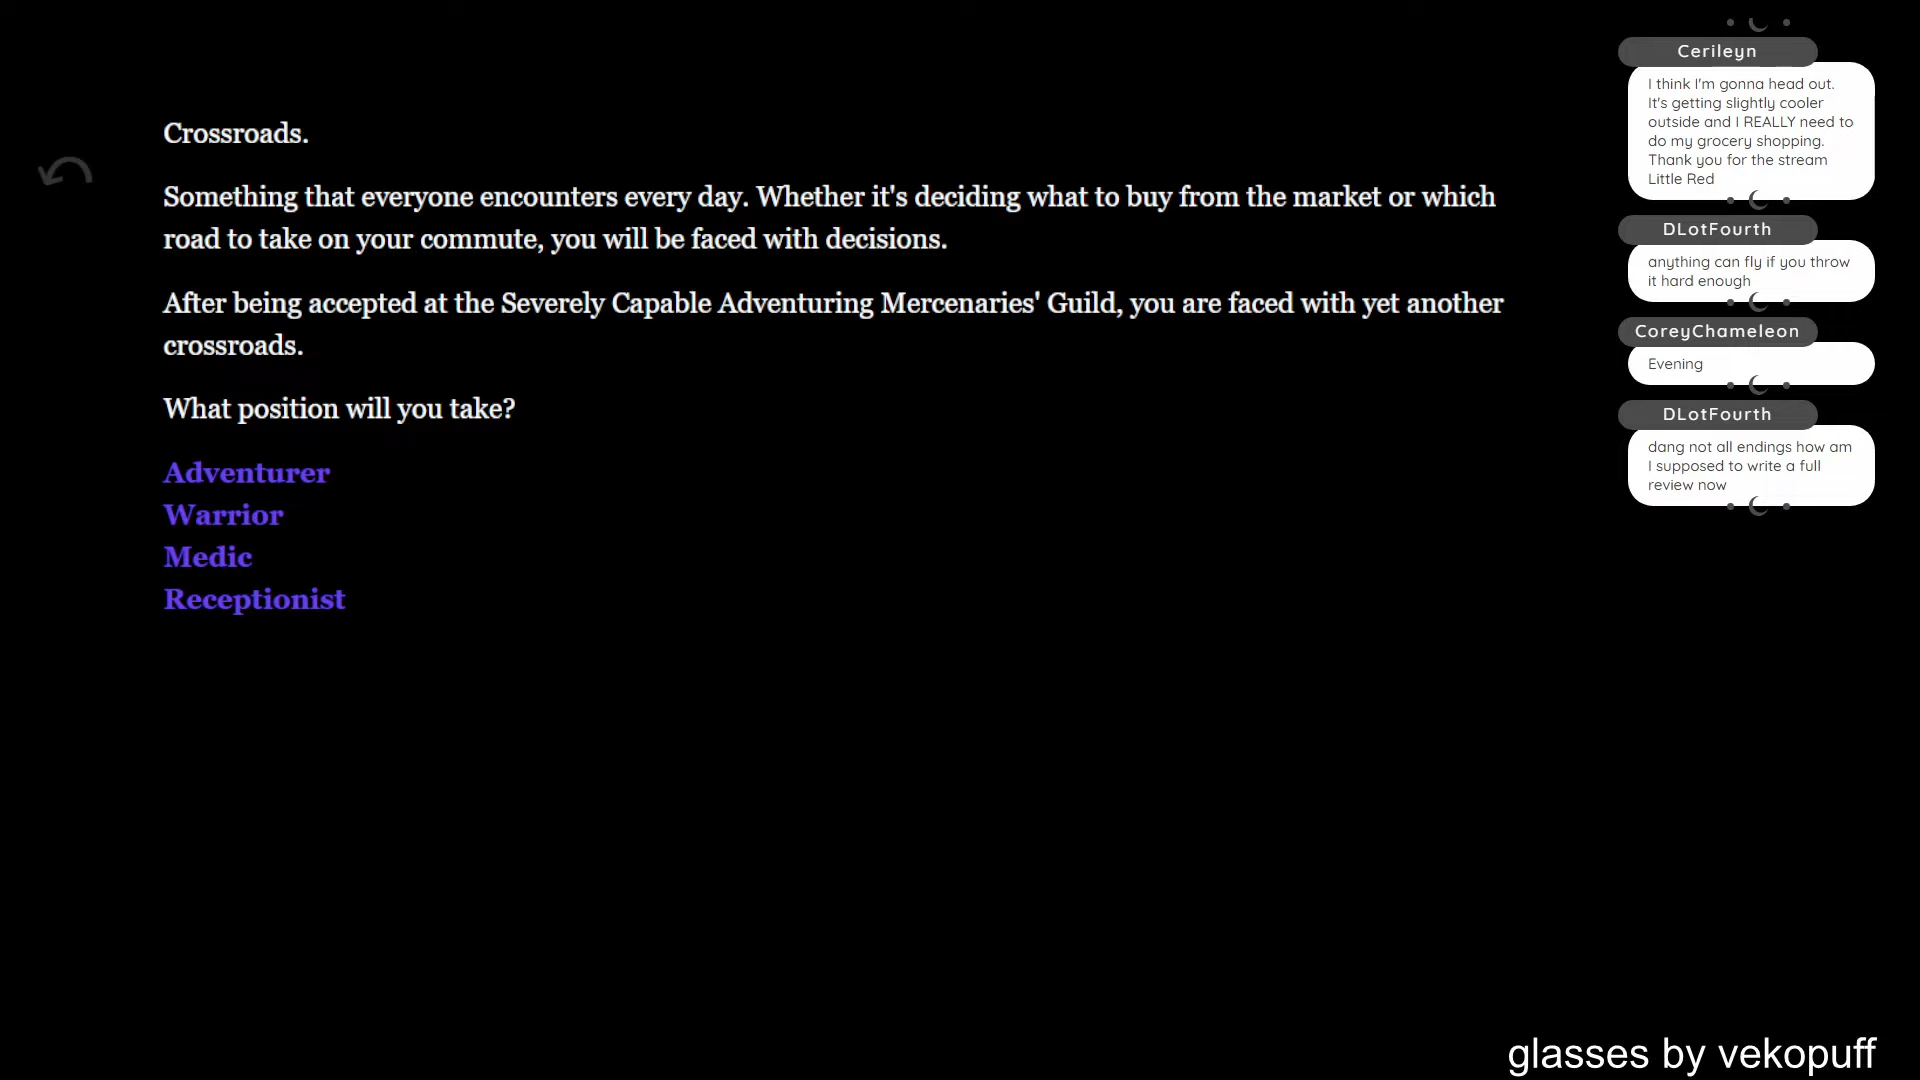 Crossroads.
Something that everyone encounters every day. Whether it's deciding what to buy from the market or which
road to take on your commute, you will be faced with decisions.
After being accepted at the Severely Capable Adventuring Mercenaries' Guild, you are faced with yet another
crossroads.
What position will you take?
Adventurer
Warrior
Medic
Receptionist
Cerileyn
I think I'm gonna head out.
It's getting slightly cooler
outside and I REALLY need to
do my grocery shopping.
Thank you for the stream
Little Red
DLotFourth
anything can fly if you throw
it hard enough
CoreyChameleon
Evening
DLotFourth
dang not all endings how am
I supposed to write a full
review now
glasses by vekopuff